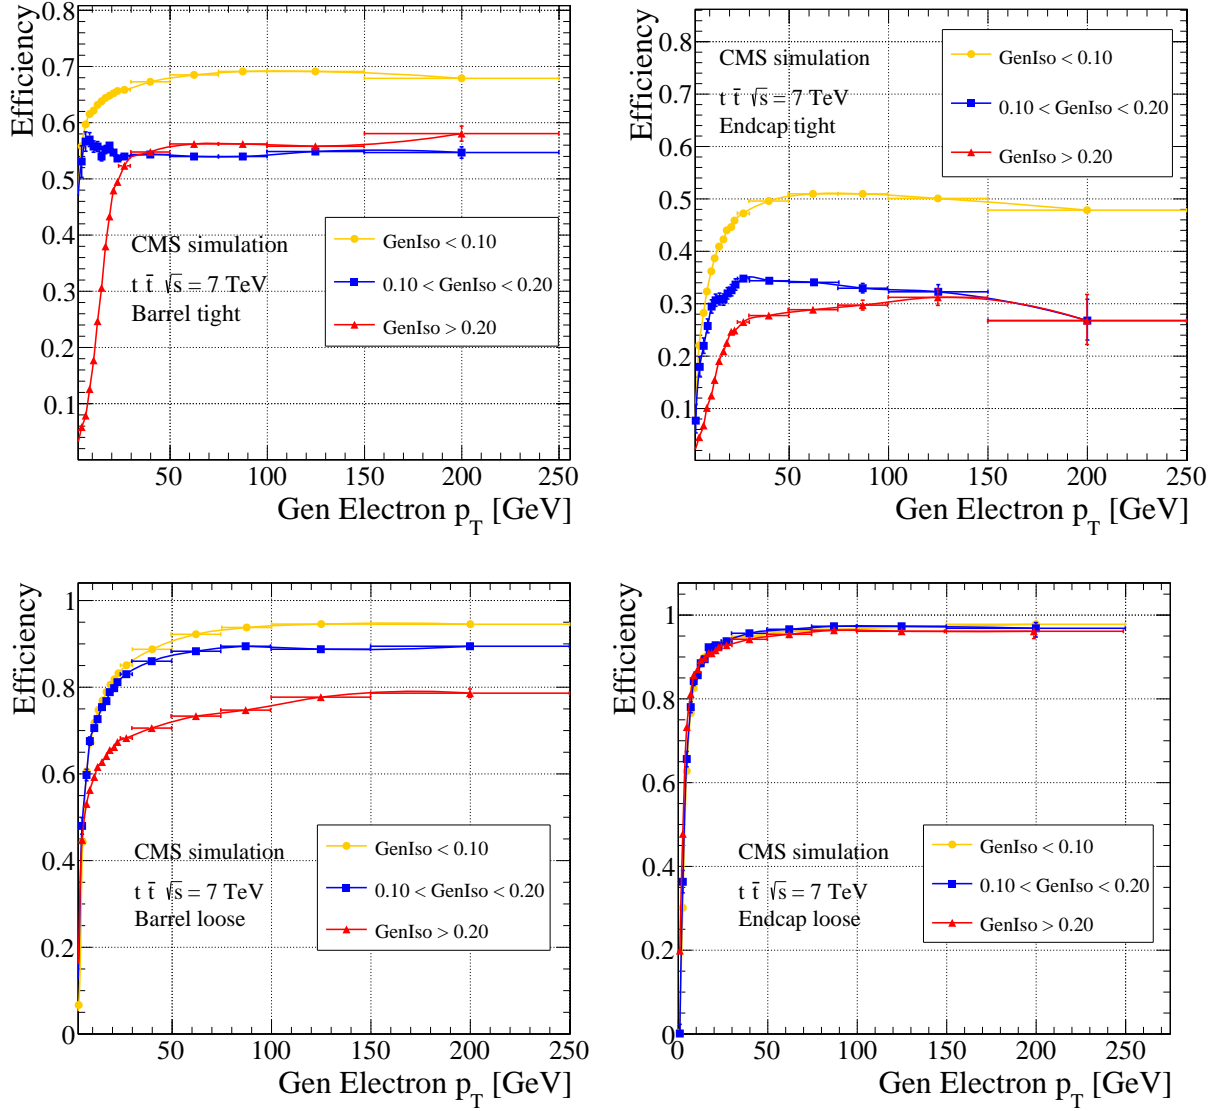 0.8
0.7
0.6
0.5
0.4
0.3
0.2
0.1
Efficiency
CMS simulation
t t̄ √s = 7 TeV
Barrel tight
GenIso < 0.10
0.10 < GenIso < 0.20
GenIso > 0.20
50 100 150 200 250
Gen Electron p_T [GeV]
0.8
0.7
0.6
0.5
0.4
0.3
0.2
0.1
Efficiency
CMS simulation
t t̄ √s = 7 TeV
Endcap tight
GenIso < 0.10
0.10 < GenIso < 0.20
GenIso > 0.20
50 100 150 200 250
Gen Electron p_T [GeV]
1
0.8
0.6
0.4
0.2
0
Efficiency
CMS simulation
t t̄ √s = 7 TeV
Barrel loose
GenIso < 0.10
0.10 < GenIso < 0.20
GenIso > 0.20
50 100 150 200 250
Gen Electron p_T [GeV]
1
0.8
0.6
0.4
0.2
0
Efficiency
CMS simulation
t t̄ √s = 7 TeV
Endcap loose
GenIso < 0.10
0.10 < GenIso < 0.20
GenIso > 0.20
0 50 100 150 200 250
Gen Electron p_T [GeV]